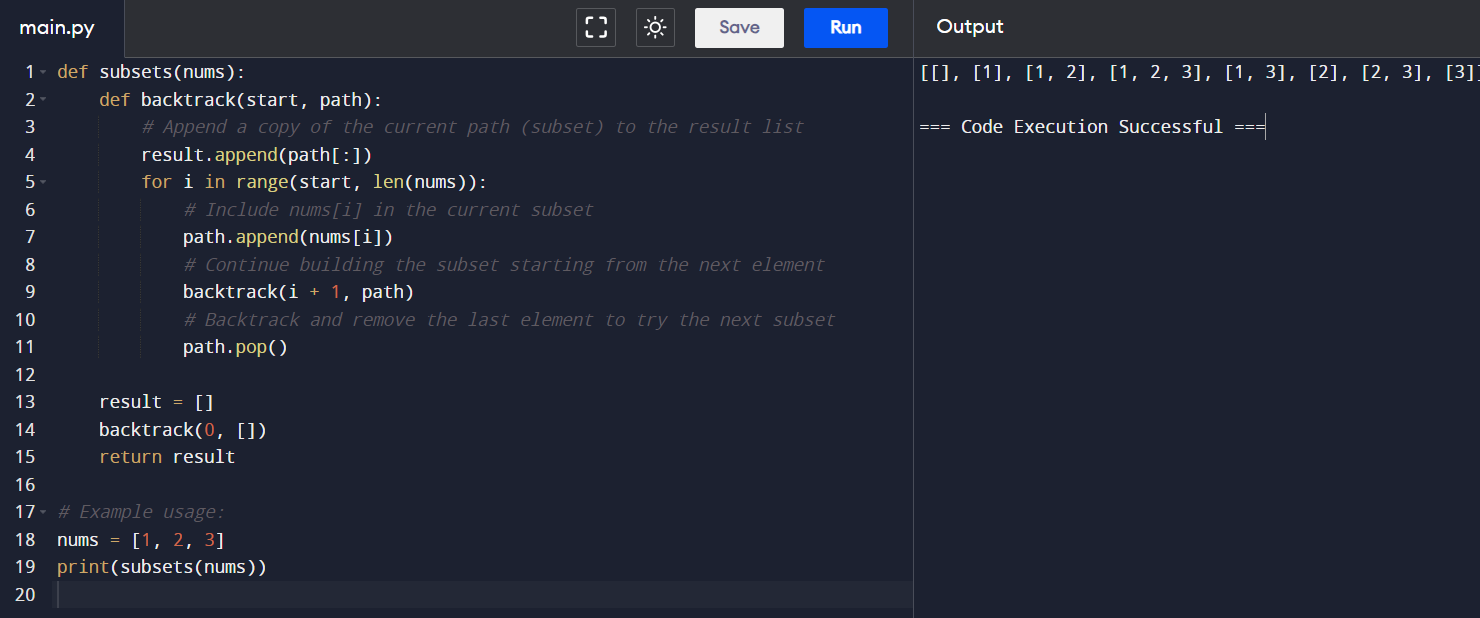 main.py
Save
Run
Output
1 def subsets(nums):
2     def backtrack(start, path):
3         # Append a copy of the current path (subset) to the result list
4         result.append(path[:])
5         for i in range(start, len(nums)):
6             # Include nums[i] in the current subset
7             path.append(nums[i])
8             # Continue building the subset starting from the next element
9             backtrack(i + 1, path)
10             # Backtrack and remove the last element to try the next subset
11             path.pop()
12
13     result = []
14     backtrack(0, [])
15     return result
16
17 # Example usage:
18 nums = [1, 2, 3]
19 print(subsets(nums))
20
[[], [1], [1, 2], [1, 2, 3], [1, 3], [2], [2, 3], [3]]
=== Code Execution Successful ===